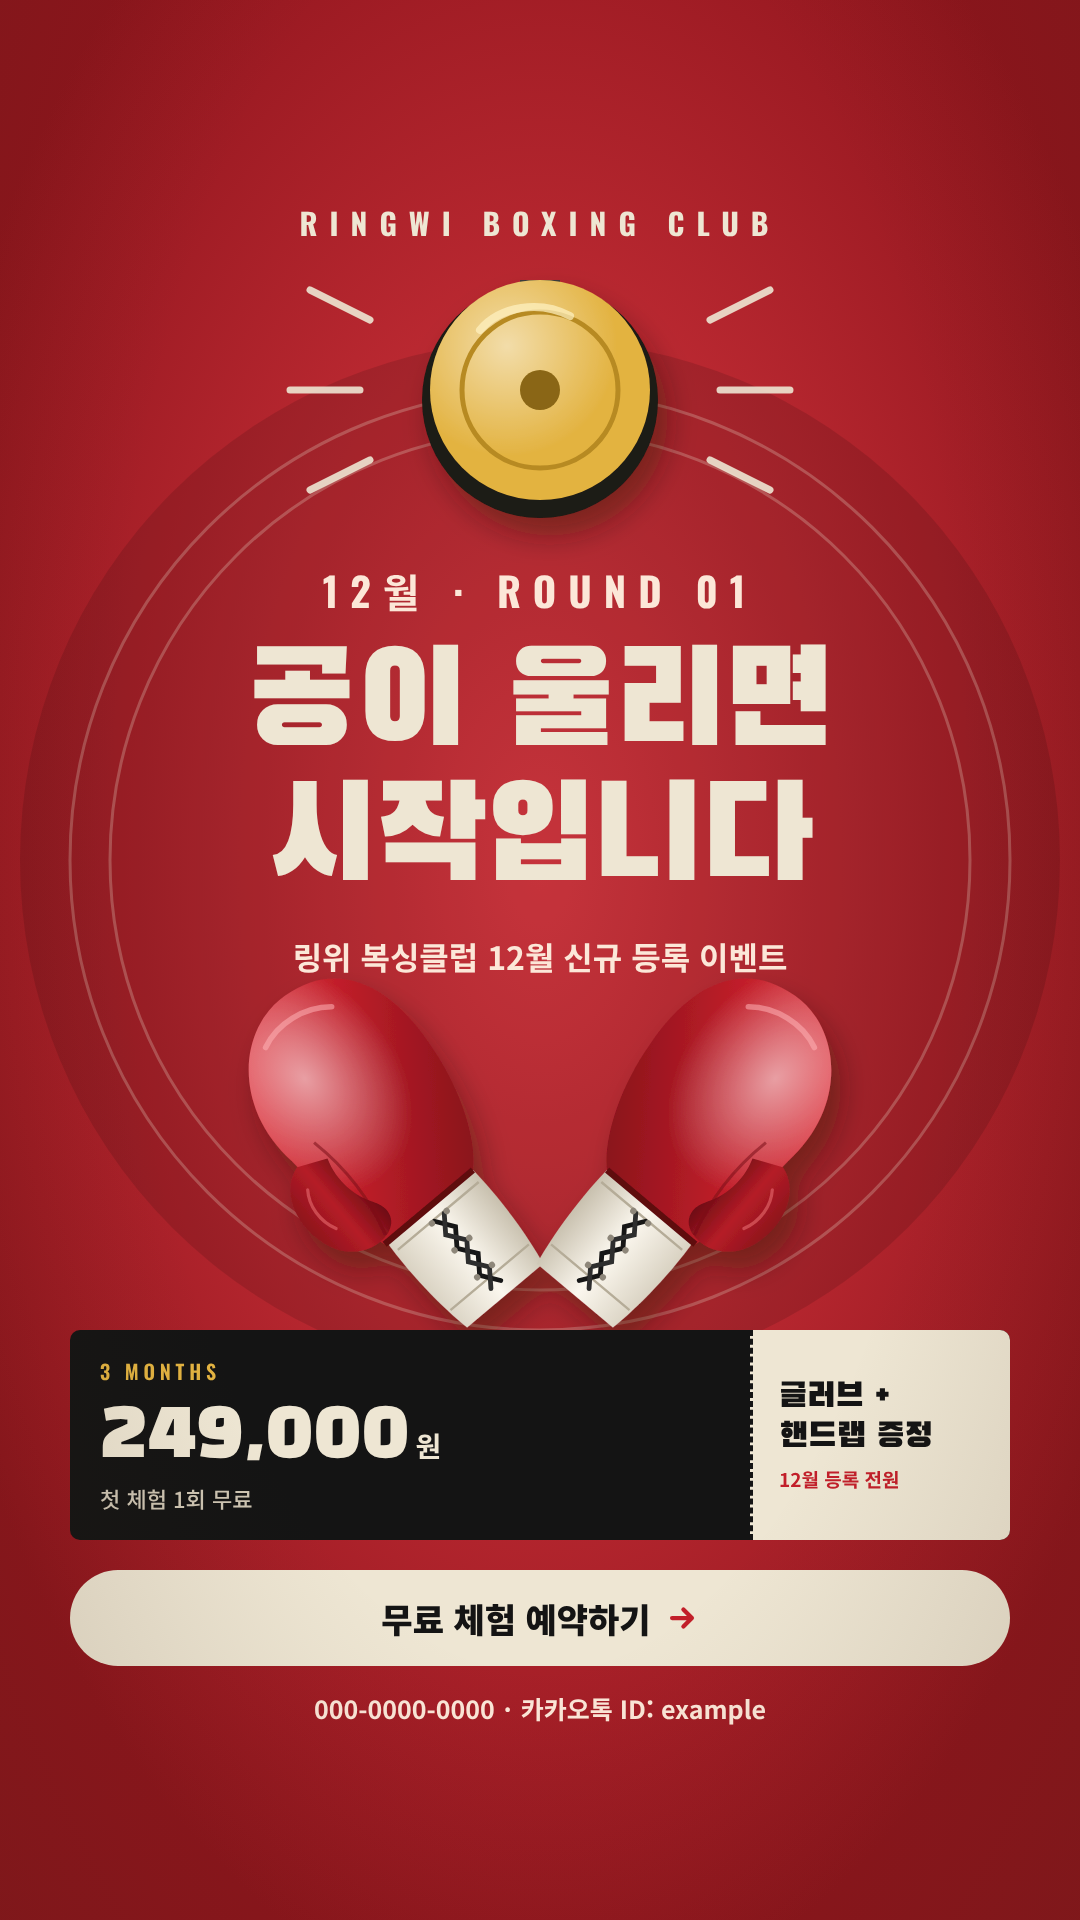 RINGWI BOXING CLUB
12월 · ROUND 01
공이 울리면
시작입니다
링위 복싱클럽 12월 신규 등록 이벤트
3 MONTHS
249,000원
첫 체험 1회 무료
글러브 +
핸드랩 증정
12월 등록 전원
무료 체험 예약하기 →
000-0000-0000 · 카카오톡 ID: example